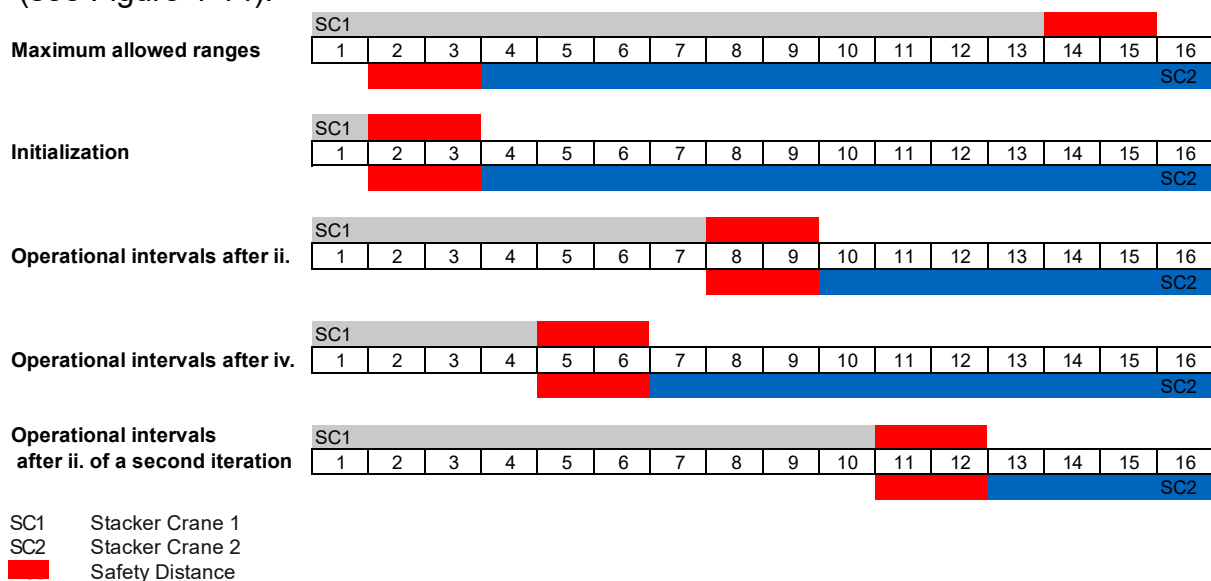 (see Figure
SC1
Maximum allowed ranges 1 2 3 4 5 6 7 8 9 10 11 12 13 14 15 16
SC2
SC1
Initialization 1 2 3 4 5 6 7 8 9 10 11 12 13 14 15 16
SC2
SC1
Operational intervals after ii. 1 2 3 4 5 6 7 8 9 10 11 12 13 14 15 16
SC2
SC1
Operational intervals after iv. 1 2 3 4 5 6 7 8 9 10 11 12 13 14 15 16
SC2
Operational intervals SC1
after ii. of a second iteration 1 2 3 4 5 6 7 8 9 10 11 12 13 14 15 16
SC2
SC1 Stacker Crane 1
SC2 Stacker Crane 2
Safety Distance